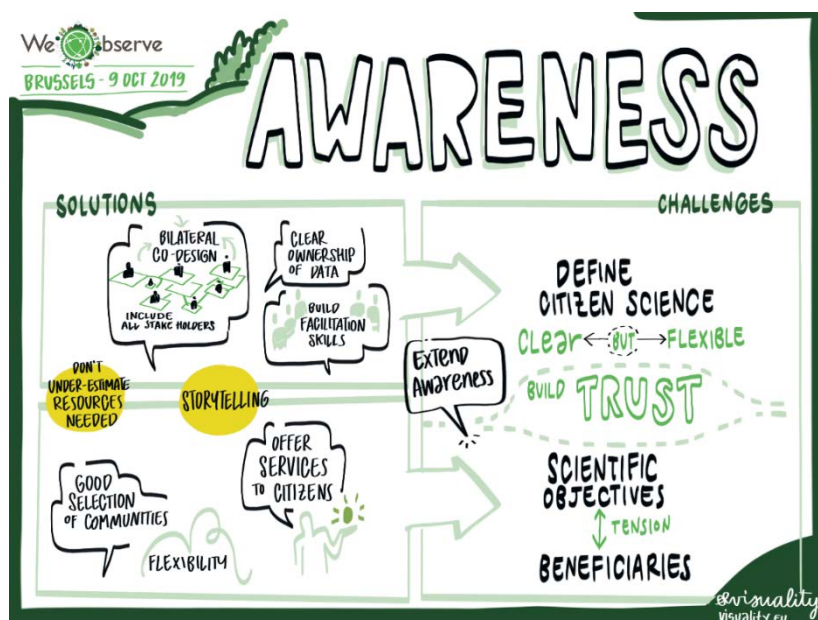 We Observe
BRUSSELS - 9 OCT 2019
AWARENESS
SOLUTIONS
BILATERAL
CO-DESIGN
INCLUDE
ALL STAKE HOLDERS
CLEAR
OWNERSHIP
OF DATA
BUILD
FACILITATION
SKILLS
DON'T
UNDER-ESTIMATE
RESOURCES
NEEDED
STORYTELLING
GOOD
SELECTION
OF COMMUNITIES
FLEXIBILITY
OFFER
SERVICES
TO CITIZENS
EXTEND
AWARENESS
CHALLENGES
DEFINE
CITIZEN SCIENCE
CLEAR BUT FLEXIBLE
BUILD TRUST
SCIENTIFIC
OBJECTIVES
TENSION
BENEFICIARIES
visuality
visuality.EU